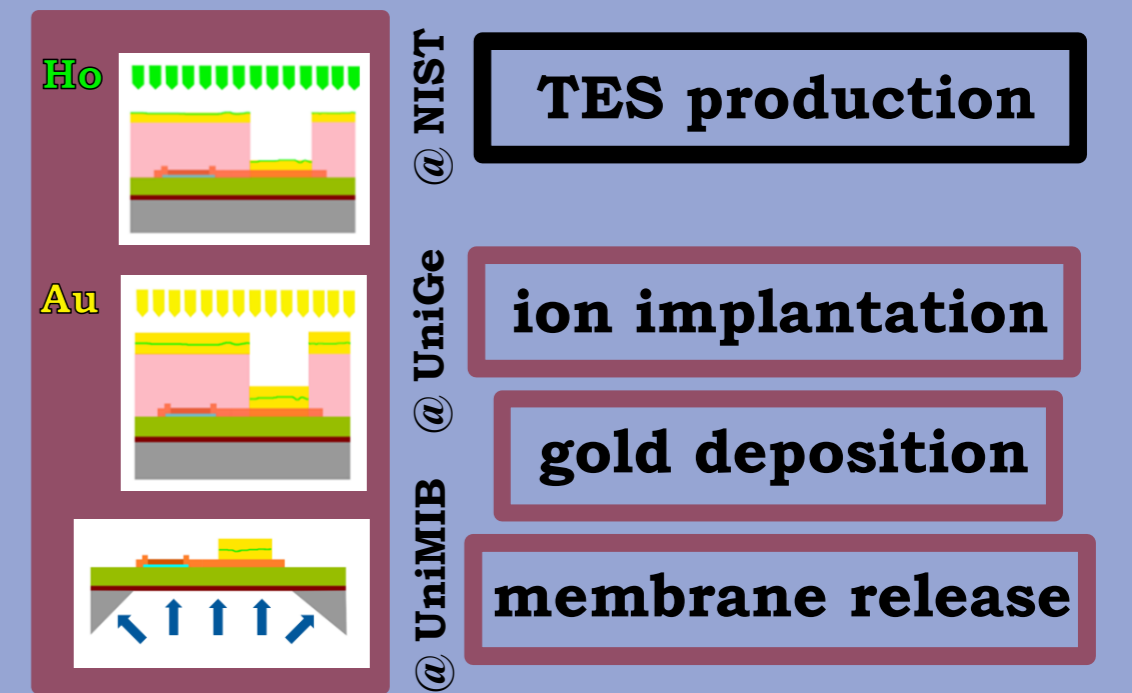 Ho
Au
@ NIST
TES production
@ UniGe
ion implantation
gold deposition
@ UniMIB
membrane release